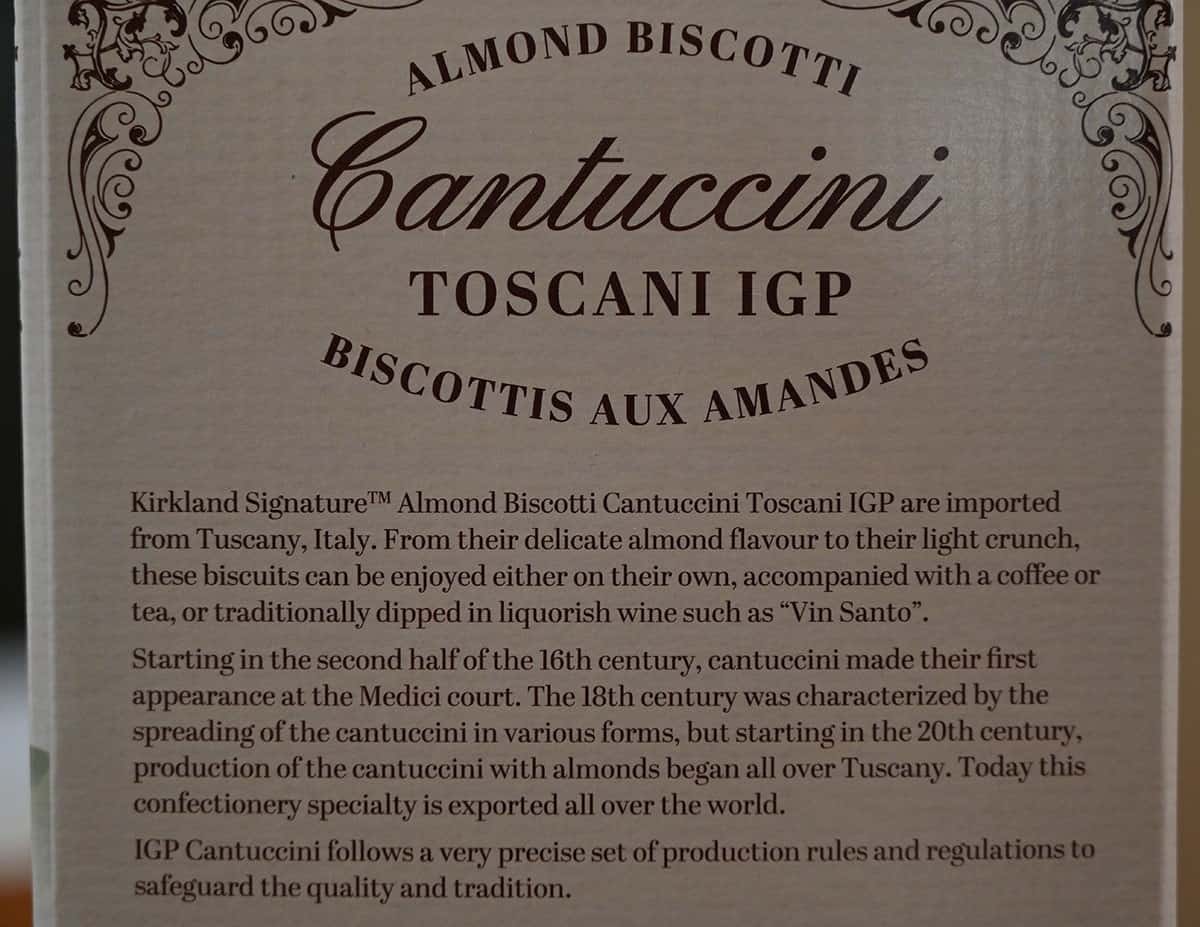 ALMOND BISCOTTI
Cantuccini
TOSCANI IGP
BISCOTTIS AUX AMANDES
Kirkland Signature™ Almond Biscotti Cantuccini Toscani IGP are imported
from Tuscany, Italy. From their delicate almond flavour to their light crunch,
these biscuits can be enjoyed either on their own, accompanied with a coffee or
tea, or traditionally dipped in liquorish wine such as “Vin Santo”.
Starting in the second half of the 16th century, cantuccini made their first
appearance at the Medici court. The 18th century was characterized by the
spreading of the cantuccini in various forms, but starting in the 20th century,
production of the cantuccini with almonds began all over Tuscany. Today this
confectionery specialty is exported all over the world.
IGP Cantuccini follows a very precise set of production rules and regulations to
safeguard the quality and tradition.